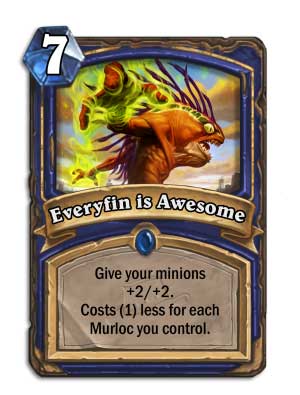 7
Everyfin is Awesome
Give your minions
+2/+2.
Costs (1) less for each
Murloc you control.